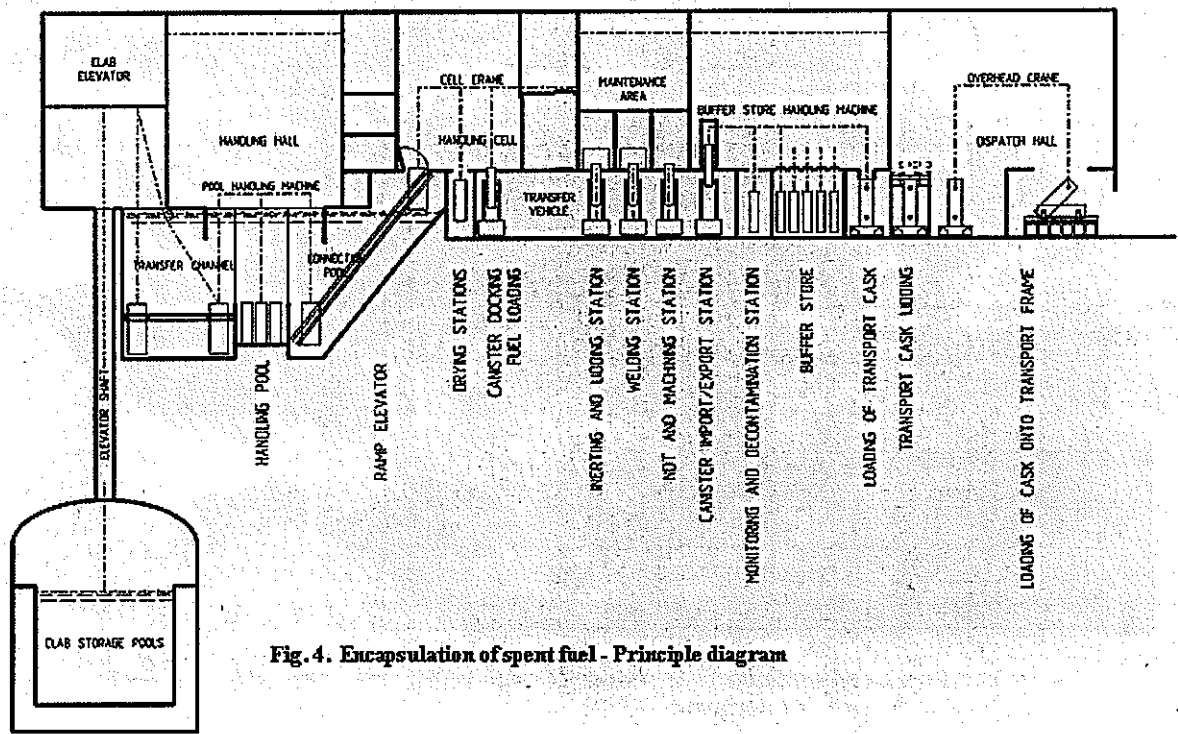 CLAB
ELEVATOR
HANDLING HALL
POOL HANDLING MACHINE
CELL CRANE
HANDLING CELL
MAINTENANCE
AREA
BUFFER STORE HANDLING MACHINE
OVERHEAD CRANE
DISPATCH HALL
TRANSFER
VEHICLE
TRANSFER CHANNEL
CONNECTION
POOL
ELEVATOR SHAFT
HANDLING POOL
RAMP ELEVATOR
DRYING STATIONS
CANISTER DOCKING
FUEL LOADING
INERTING AND LIDDING STATION
WELDING STATION
NDT AND MACHINING STATION
CANISTER IMPORT/EXPORT STATION
MONITORING AND DECONTAMINATION STATION
BUFFER STORE
LOADING OF TRANSPORT CASK
TRANSPORT CASK LIDDING
LOADING OF CASK ONTO TRANSPORT FRAME
CLAB STORAGE POOLS
Fig. 4. Encapsulation of spent fuel - Principle diagram